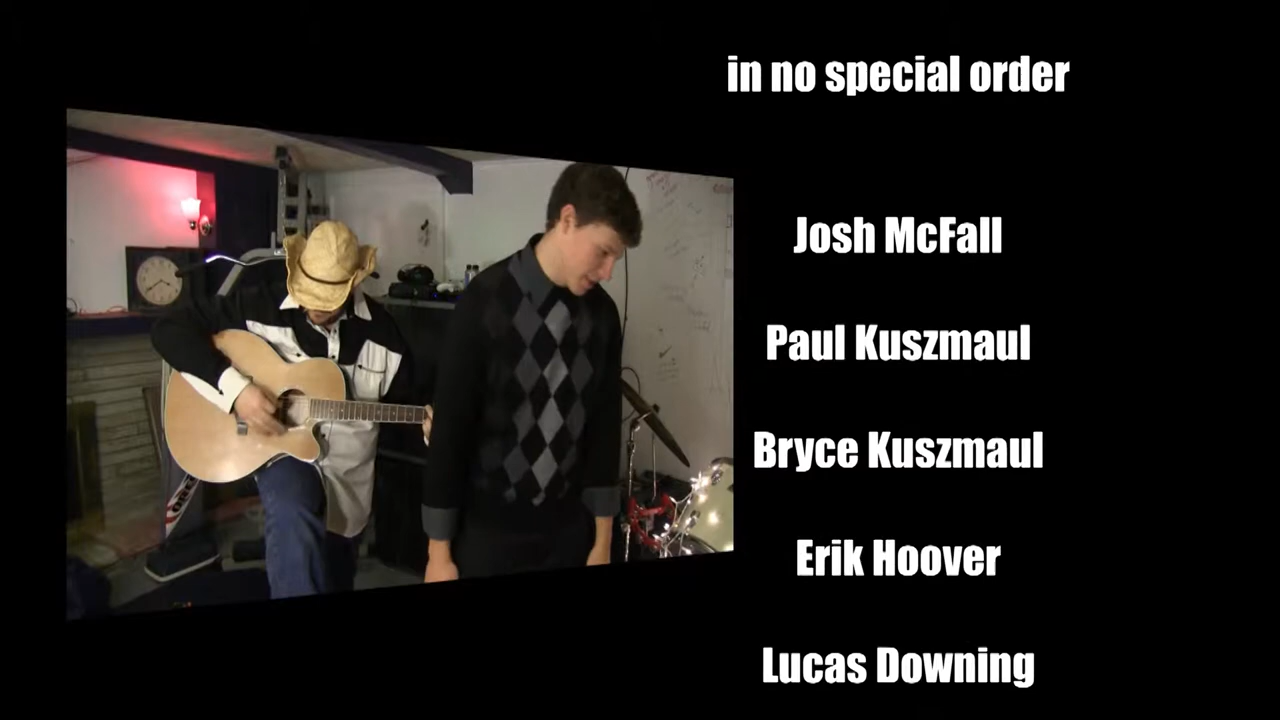 in no special order
Josh McFall
Paul Kuszmaul
Bryce Kuszmaul
Erik Hoover
Lucas Downing